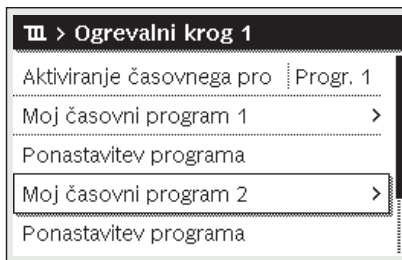 > Ogrevalni krog 1
Aktiviranje časovnega pro Progr. 1
Moj časovni program 1 >
Ponastavitev programa
Moj časovni program 2 >
Ponastavitev programa